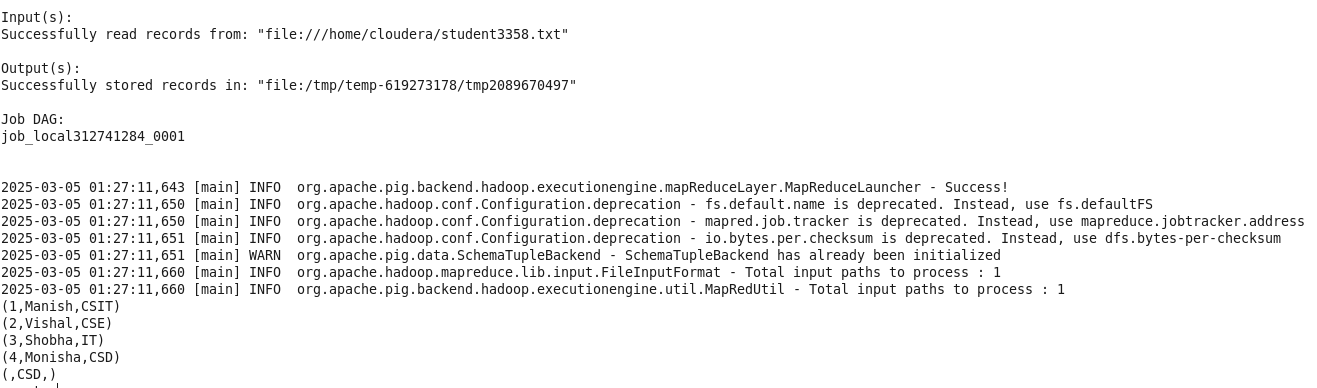 Input(s):
Successfully read records from: "file:///home/cloudera/student3358.txt"
Output(s):
Successfully stored records in: "file:/tmp/temp-619273178/tmp2089670497"
Job DAG:
job_local312741284_0001
2025-03-05 01:27:11,643 [main] INFO  org.apache.pig.backend.hadoop.executionengine.mapReduceLayer.MapReduceLauncher - Success!
2025-03-05 01:27:11,650 [main] INFO  org.apache.hadoop.conf.Configuration.deprecation - fs.default.name is deprecated. Instead, use fs.defaultFS
2025-03-05 01:27:11,650 [main] INFO  org.apache.hadoop.conf.Configuration.deprecation - mapred.job.tracker is deprecated. Instead, use mapreduce.jobtracker.address
2025-03-05 01:27:11,651 [main] INFO  org.apache.hadoop.conf.Configuration.deprecation - io.bytes.per.checksum is deprecated. Instead, use dfs.bytes-per-checksum
2025-03-05 01:27:11,651 [main] WARN  org.apache.pig.data.SchemaTupleBackend - SchemaTupleBackend has already been initialized
2025-03-05 01:27:11,660 [main] INFO  org.apache.hadoop.mapreduce.lib.input.FileInputFormat - Total input paths to process : 1
2025-03-05 01:27:11,660 [main] INFO  org.apache.pig.backend.hadoop.executionengine.util.MapRedUtil - Total input paths to process : 1
(1,Manish,CSIT)
(2,Vishal,CSE)
(3,Shobha,IT)
(4,Monisha,CSD)
(,CSD,)